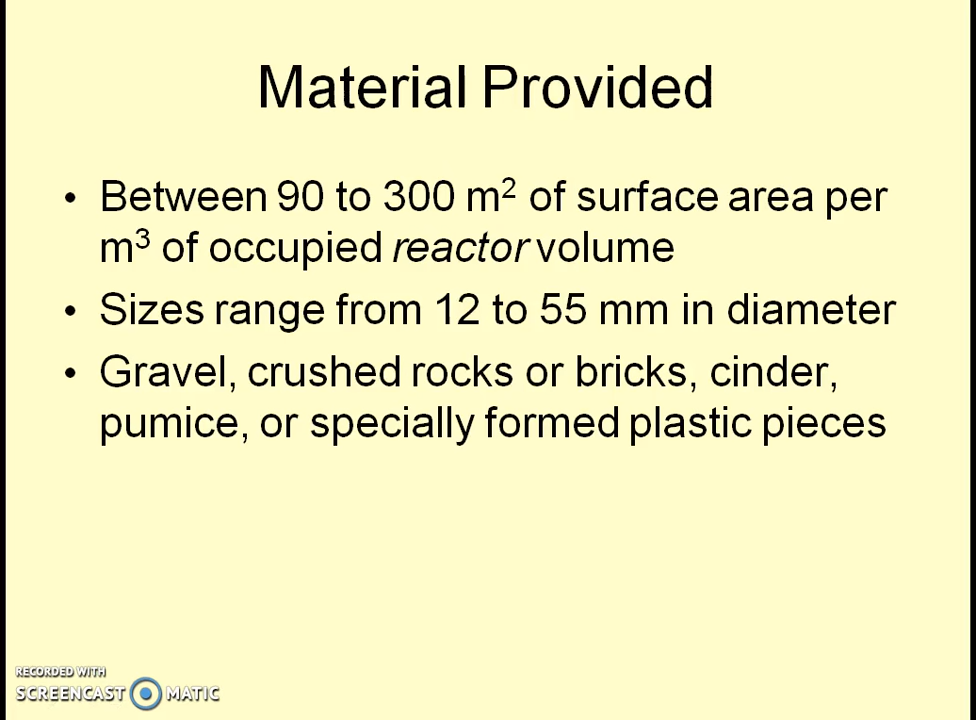 Material Provided
• Between 90 to 300 m² of surface area per
m³ of occupied reactor volume
• Sizes range from 12 to 55 mm in diameter
• Gravel, crushed rocks or bricks, cinder,
pumice, or specially formed plastic pieces
RECORDED WITH
SCREENCAST MATIC